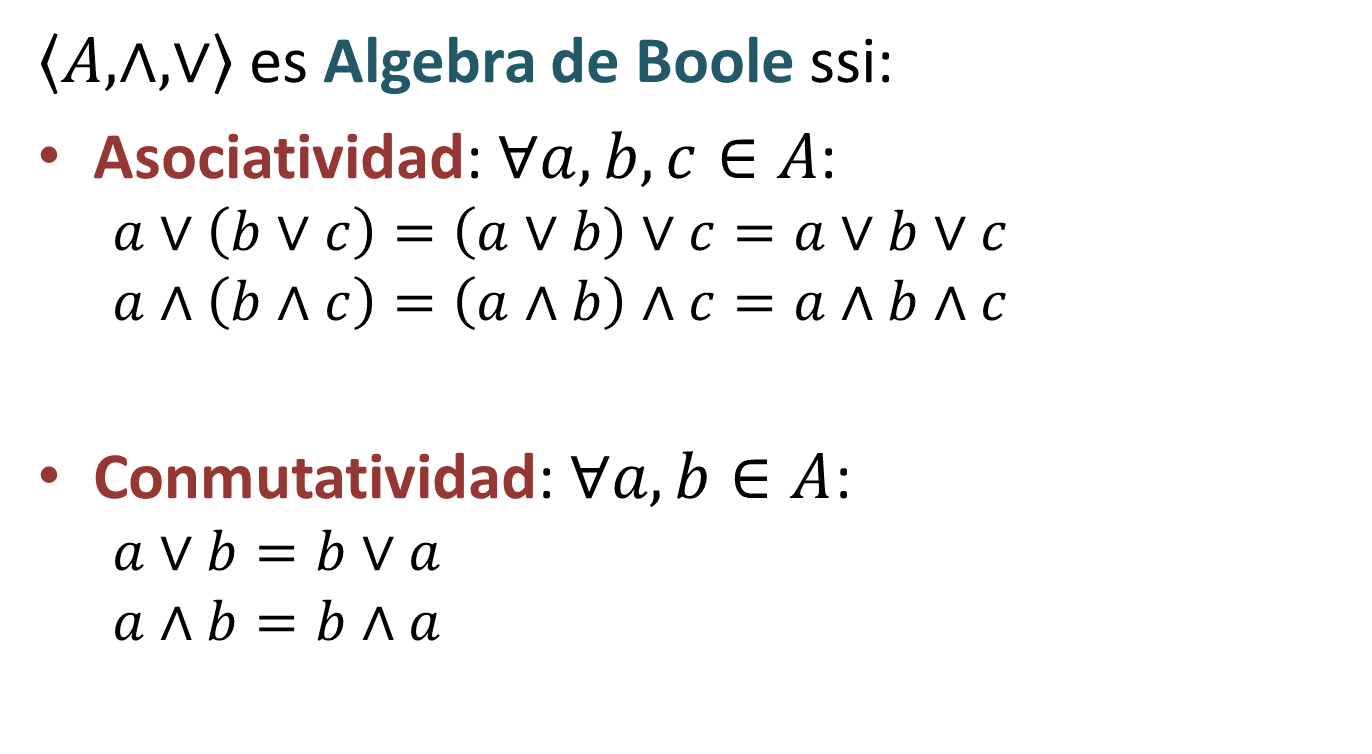 ⟨A,∧,∨⟩ es Algebra de Boole ssi:
• Asociatividad: ∀a, b, c ∈ A:
a ∨ (b ∨ c) = (a ∨ b) ∨ c = a ∨ b ∨ c
a ∧ (b ∧ c) = (a ∧ b) ∧ c = a ∧ b ∧ c
• Conmutatividad: ∀a, b ∈ A:
a ∨ b = b ∨ a
a ∧ b = b ∧ a